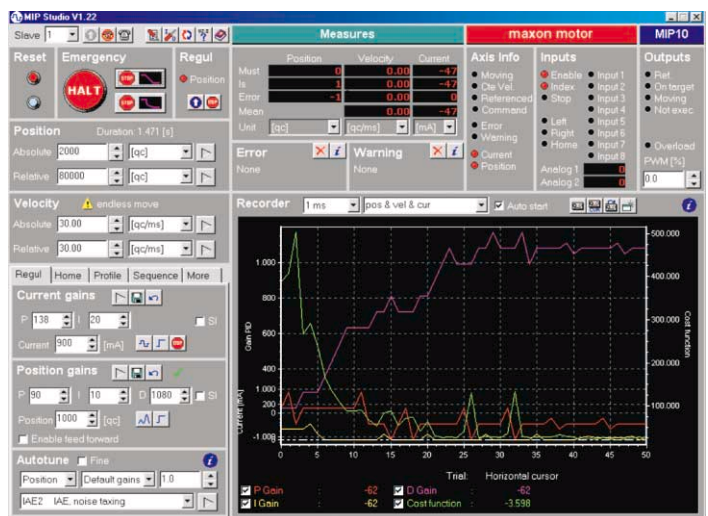 MIP Studio V1.22
Slave 1
Measures
maxon motor
MIP10
Reset Emergency Regul
HALT
STOP
STOP
Position
Position Velocity Current
Must 0 0.00 -47
Is 1 0.00 -47
Error -1 0.00 0
Mean 0.00 -47
Unit [qc] [qc/ms] [mA]
Error
None
Warning
None
Axis Info
Moving
Cte Vel.
Referenced
Command
Error
Warning
Current
Position
Inputs
Enable Input 1
Index Input 2
Stop Input 3
Input 4
Left Input 5
Right Input 6
Home Input 7
Input 8
Analog 1 0
Analog 2 0
Outputs
Ret.
On target
Moving
Not exec.
Overload
PWM [%]
0.0
Position Duration: 1.471 [s]
Absolute 2000 [qc]
Relative 80000 [qc]
Velocity endless move
Absolute 30.00 [qc/ms]
Relative 30.00 [qc/ms]
Regul Home Profile Sequence More
Current gains
P 138 I 20 SI
Current 900 [mA] STOP
Position gains
P 90 I 10 D 1080 SI
Position 1000 [qc]
Enable feed forward
Autotune Fine
Position Default gains 1.0
IAE2 IAE, noise taxing
Recorder 1 ms pos & vel & cur Auto start
Gain PID
1.000
800
600
400
Current [mA]
1.000
200
0
-1.000
500.000
400.000
300.000
200.000
100.000
Cost function
0 5 10 15 20 25 30 35 40 45 50
Trial: Horizontal cursor
P Gain : -62 D Gain : -62
I Gain : -62 Cost function : -3.598